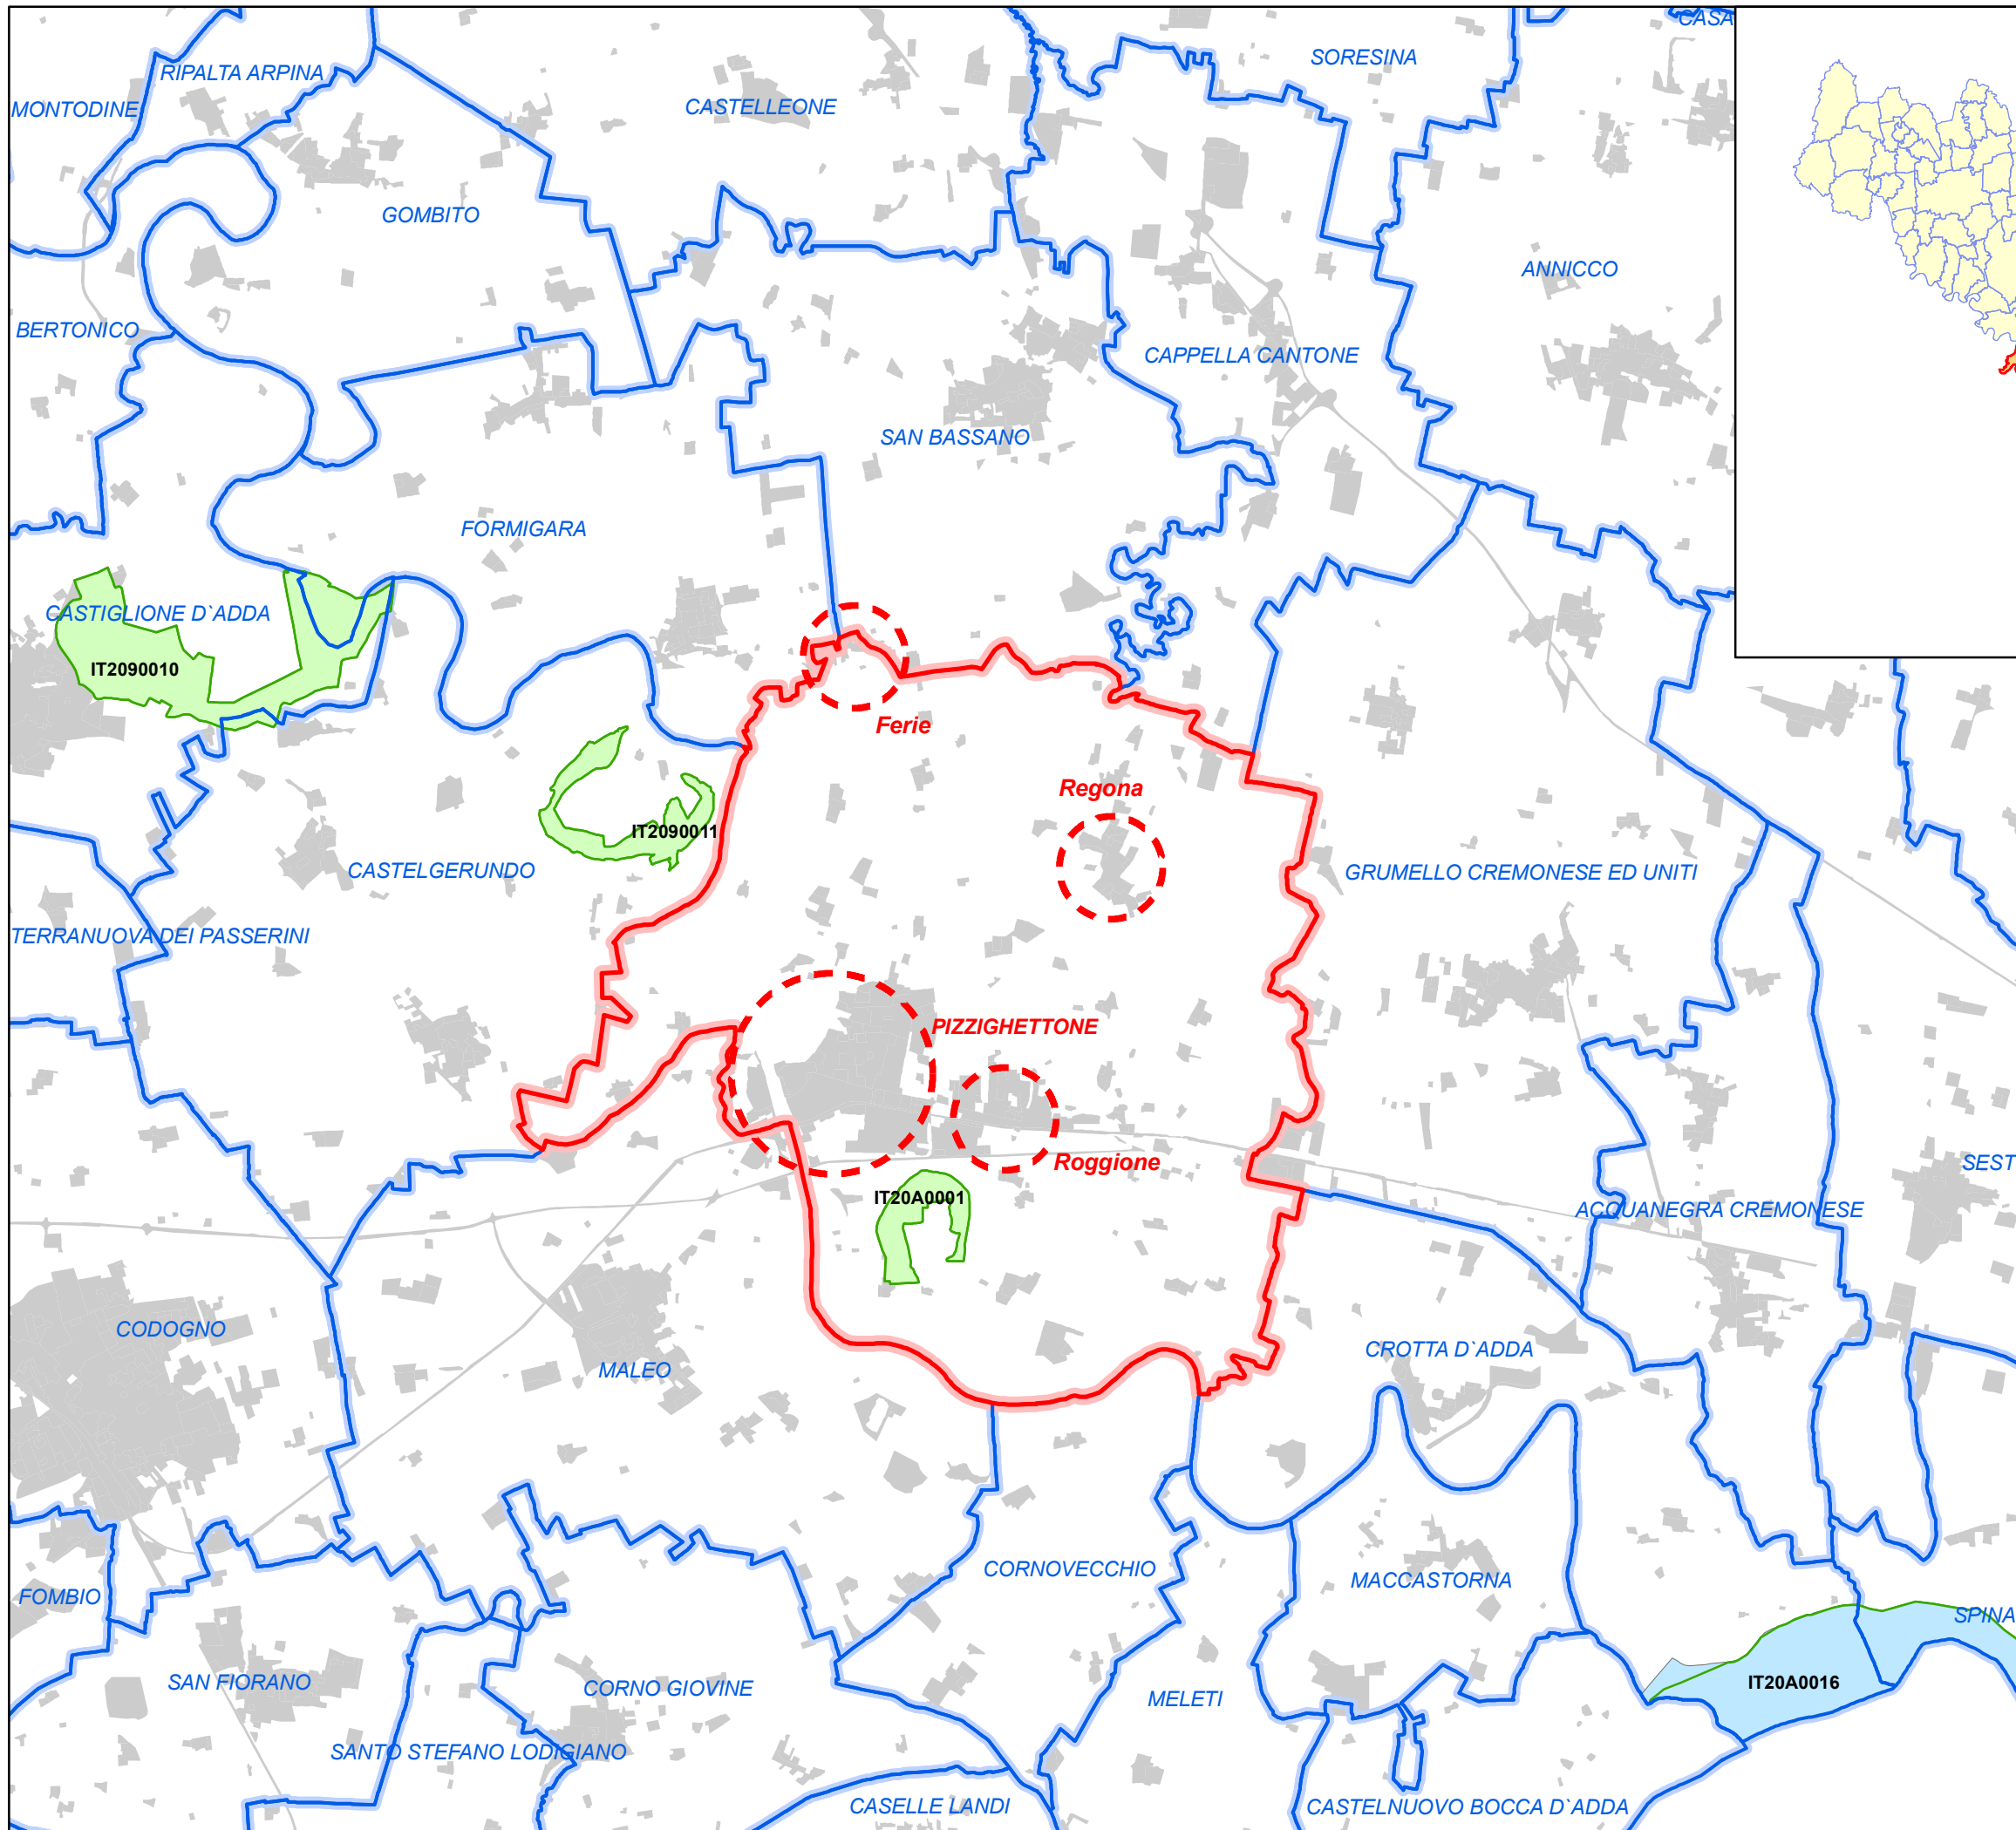 CASA
SORESINA
RIPALTA ARPINA
MONTODINE
CASTELLEONE
GOMBITO
ANNICCO
BERTONICO
CAPPELLA CANTONE
SAN BASSANO
FORMIGARA
CASTIGLIONE D`ADDA
IT2090010
Ferie
Regona
IT2090011
CASTELGERUNDO
GRUMELLO CREMONESE ED UNITI
TERRANUOVA DEI PASSERINI
PIZZIGHETTONE
Roggione
SEST
IT20A0001
ACQUANEGRA CREMONESE
CODOGNO
CROTTA D`ADDA
MALEO
CORNOVECCHIO
MACCASTORNA
FOMBIO
SPINA
SAN FIORANO
IT20A0016
CORNO GIOVINE
MELETI
SANTO STEFANO LODIGIANO
CASELLE LANDI
CASTELNUOVO BOCCA D`ADDA